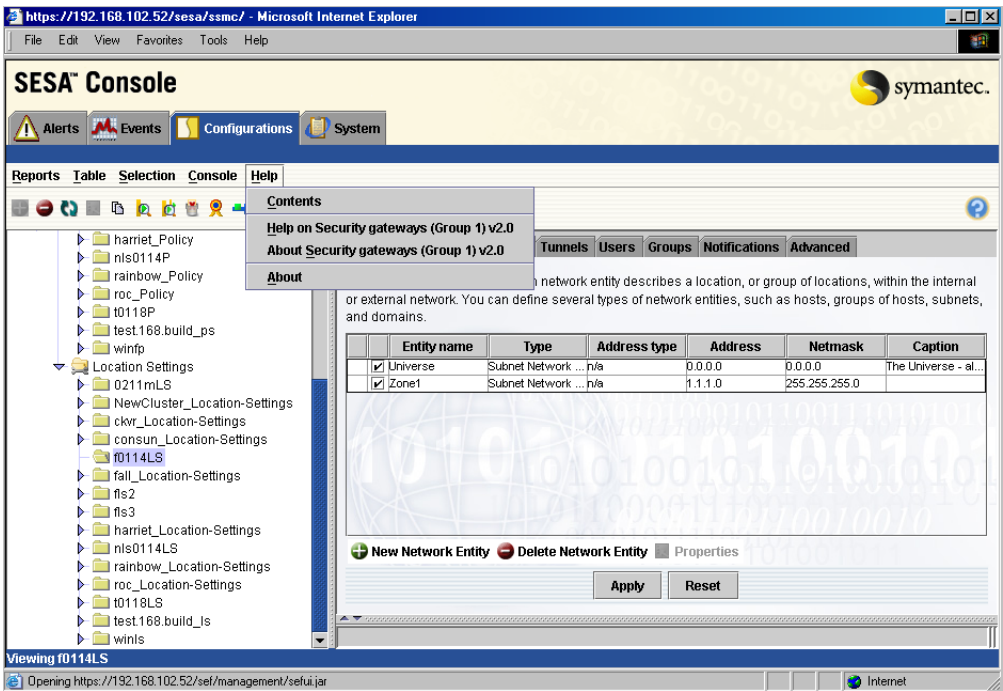 https://192.168.102.52/sesa/ssmc/ - Microsoft Internet Explorer
File Edit View Favorites Tools Help
SESA™ Console
symantec.
Alerts Events Configurations System
Reports Table Selection Console Help
Contents
Help on Security gateways (Group 1) v2.0
About Security gateways (Group 1) v2.0
About
harriet_Policy
nls0114P
rainbow_Policy
roc_Policy
t0118P
test.168.build_ps
winfp
Location Settings
0211mLS
NewCluster_Location-Settings
ckvr_Location-Settings
consun_Location-Settings
f0114LS
fall_Location-Settings
fls2
fls3
harriet_Location-Settings
nls0114LS
rainbow_Location-Settings
roc_Location-Settings
t0118LS
test.168.build_ls
winls
Tunnels Users Groups Notifications Advanced
network entity describes a location, or group of locations, within the internal
or external network. You can define several types of network entities, such as hosts, groups of hosts, subnets,
and domains.
Entity name Type Address type Address Netmask Caption
Universe Subnet Network ... n/a 0.0.0.0 0.0.0.0 The Universe - al...
Zone1 Subnet Network ... n/a 1.1.1.0 255.255.255.0
New Network Entity Delete Network Entity Properties
Apply Reset
Viewing f0114LS
Opening https://192.168.102.52/sef/management/sefui.jar
Internet